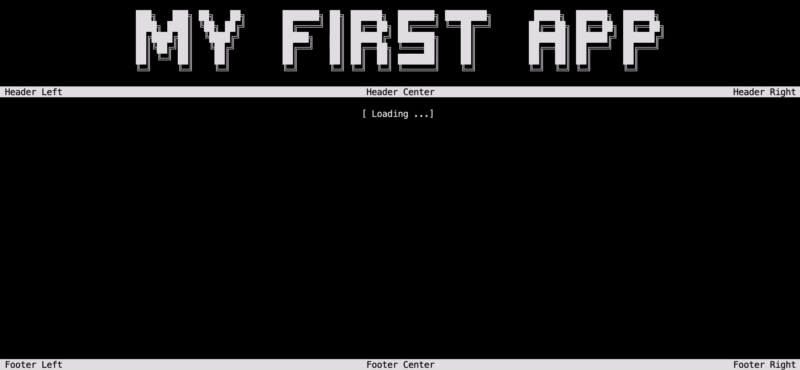 MY FIRST APP
Header Left Header Center Header Right
[ Loading ...]
Footer Left Footer Center Footer Right